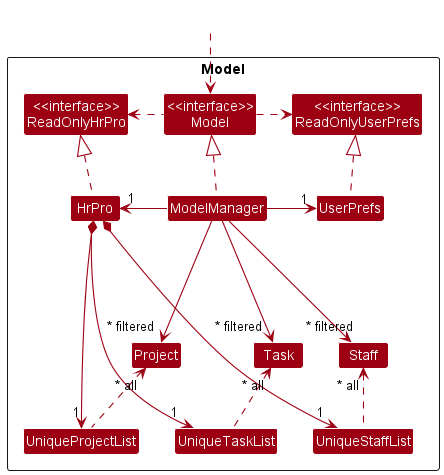 Model
<<interface>>
ReadOnlyHrPro
<<interface>>
Model
<<interface>>
ReadOnlyUserPrefs
HrPro
1
ModelManager
1
UserPrefs
* filtered
* filtered
* filtered
Project
Task
Staff
* all
* all
* all
1
1
1
UniqueProjectList
UniqueTaskList
UniqueStaffList